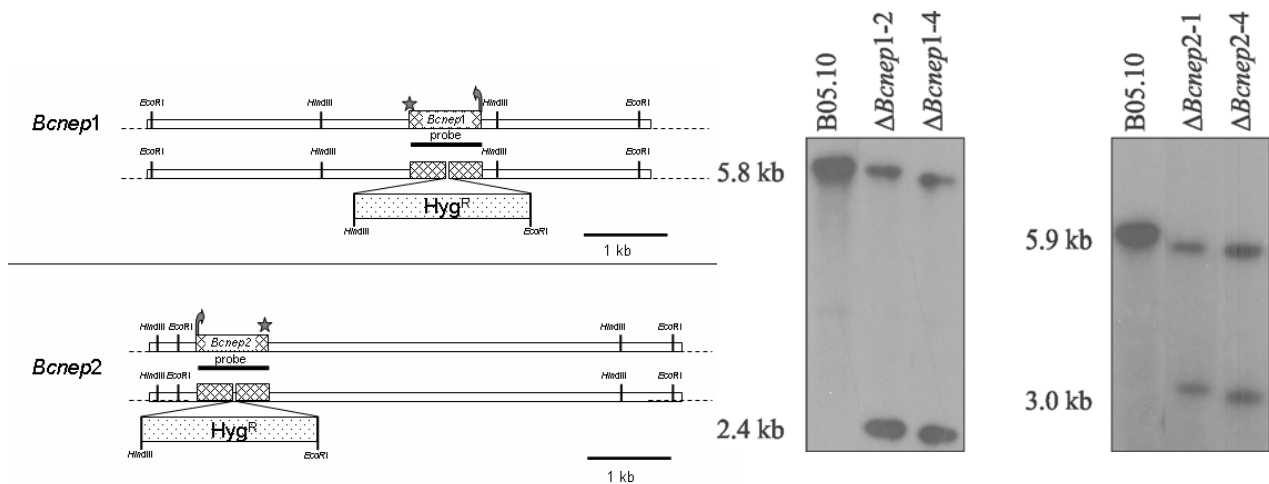 Bcnep1
EcoRI
HindIII
Bcnep1
HindIII
EcoRI
probe
EcoRI
HindIII
HindIII
EcoRI
HygR
HindIII
EcoRI
1 kb
Bcnep2
HindIII EcoRI
Bcnep2
HindIII
EcoRI
probe
HindIII EcoRI
HindIII
EcoRI
HygR
HindIII
EcoRI
1 kb
B05.10
ΔBcnep1-2
ΔBcnep1-4
5.8 kb
2.4 kb
B05.10
ΔBcnep2-1
ΔBcnep2-4
5.9 kb
3.0 kb